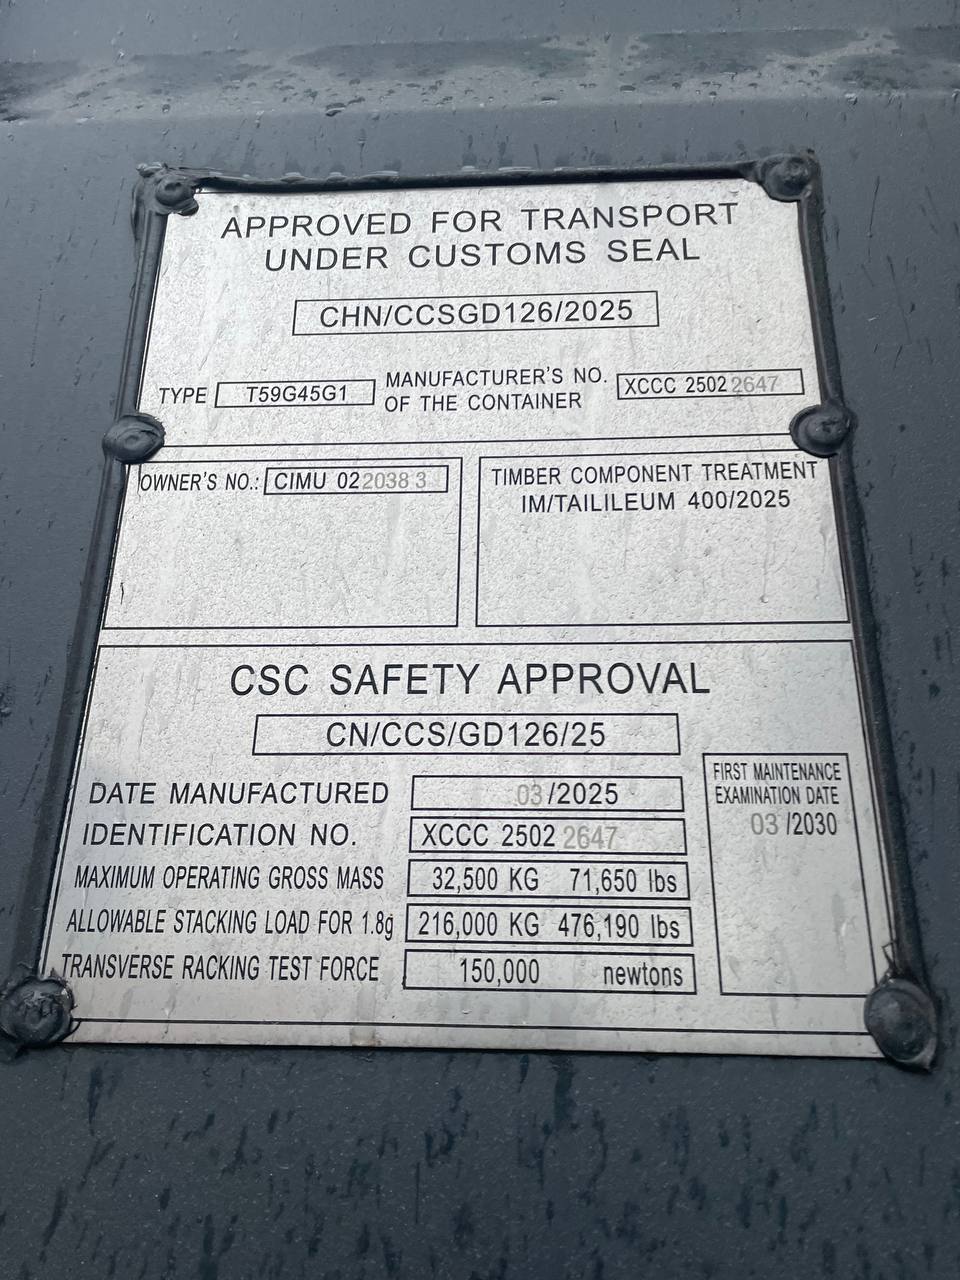 APPROVED FOR TRANSPORT
UNDER CUSTOMS SEAL
CHN/CCSGD126/2025
TYPE T59G45G1 MANUFACTURER'S NO. OF THE CONTAINER XCCC 2502 2647
OWNER'S NO.: CIMU 022038 3
TIMBER COMPONENT TREATMENT
IM/TAILILEUM 400/2025
CSC SAFETY APPROVAL
CN/CCS/GD126/25
DATE MANUFACTURED 03/2025
IDENTIFICATION NO. XCCC 2502 2647
MAXIMUM OPERATING GROSS MASS 32,500 KG 71,650 lbs
ALLOWABLE STACKING LOAD FOR 1.8g 216,000 KG 476,190 lbs
TRANSVERSE RACKING TEST FORCE 150,000 newtons
FIRST MAINTENANCE
EXAMINATION DATE
03 /2030